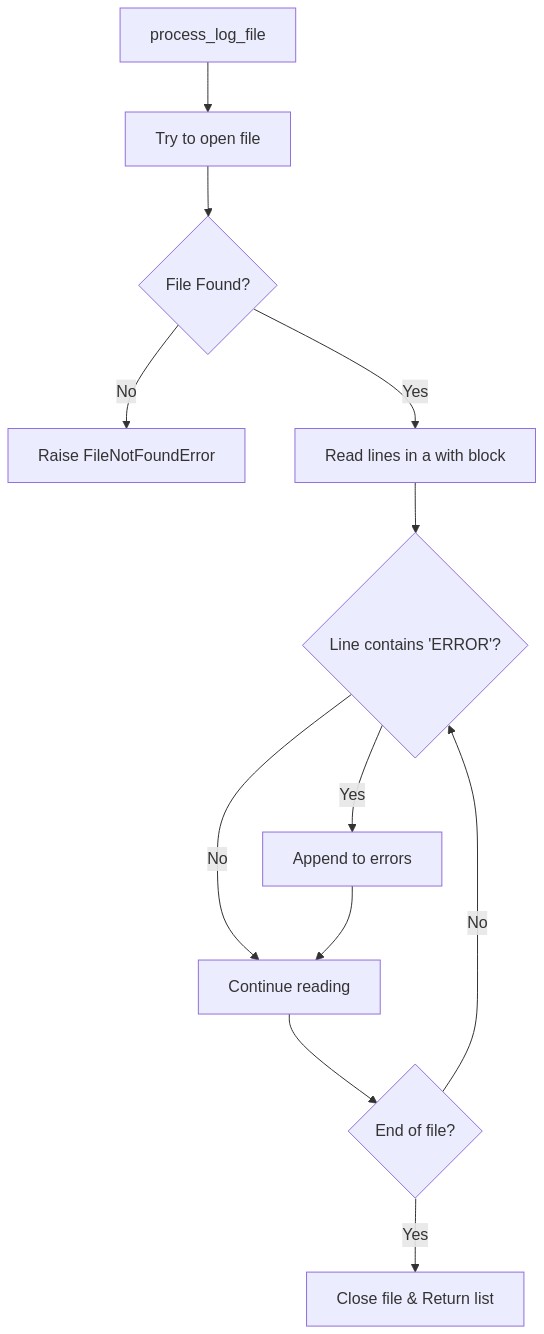 process_log_file
Try to open file
File Found?
No
Yes
Raise FileNotFoundError
Read lines in a with block
Line contains 'ERROR'?
Yes
Append to errors
No
No
Continue reading
End of file?
Yes
Close file & Return list